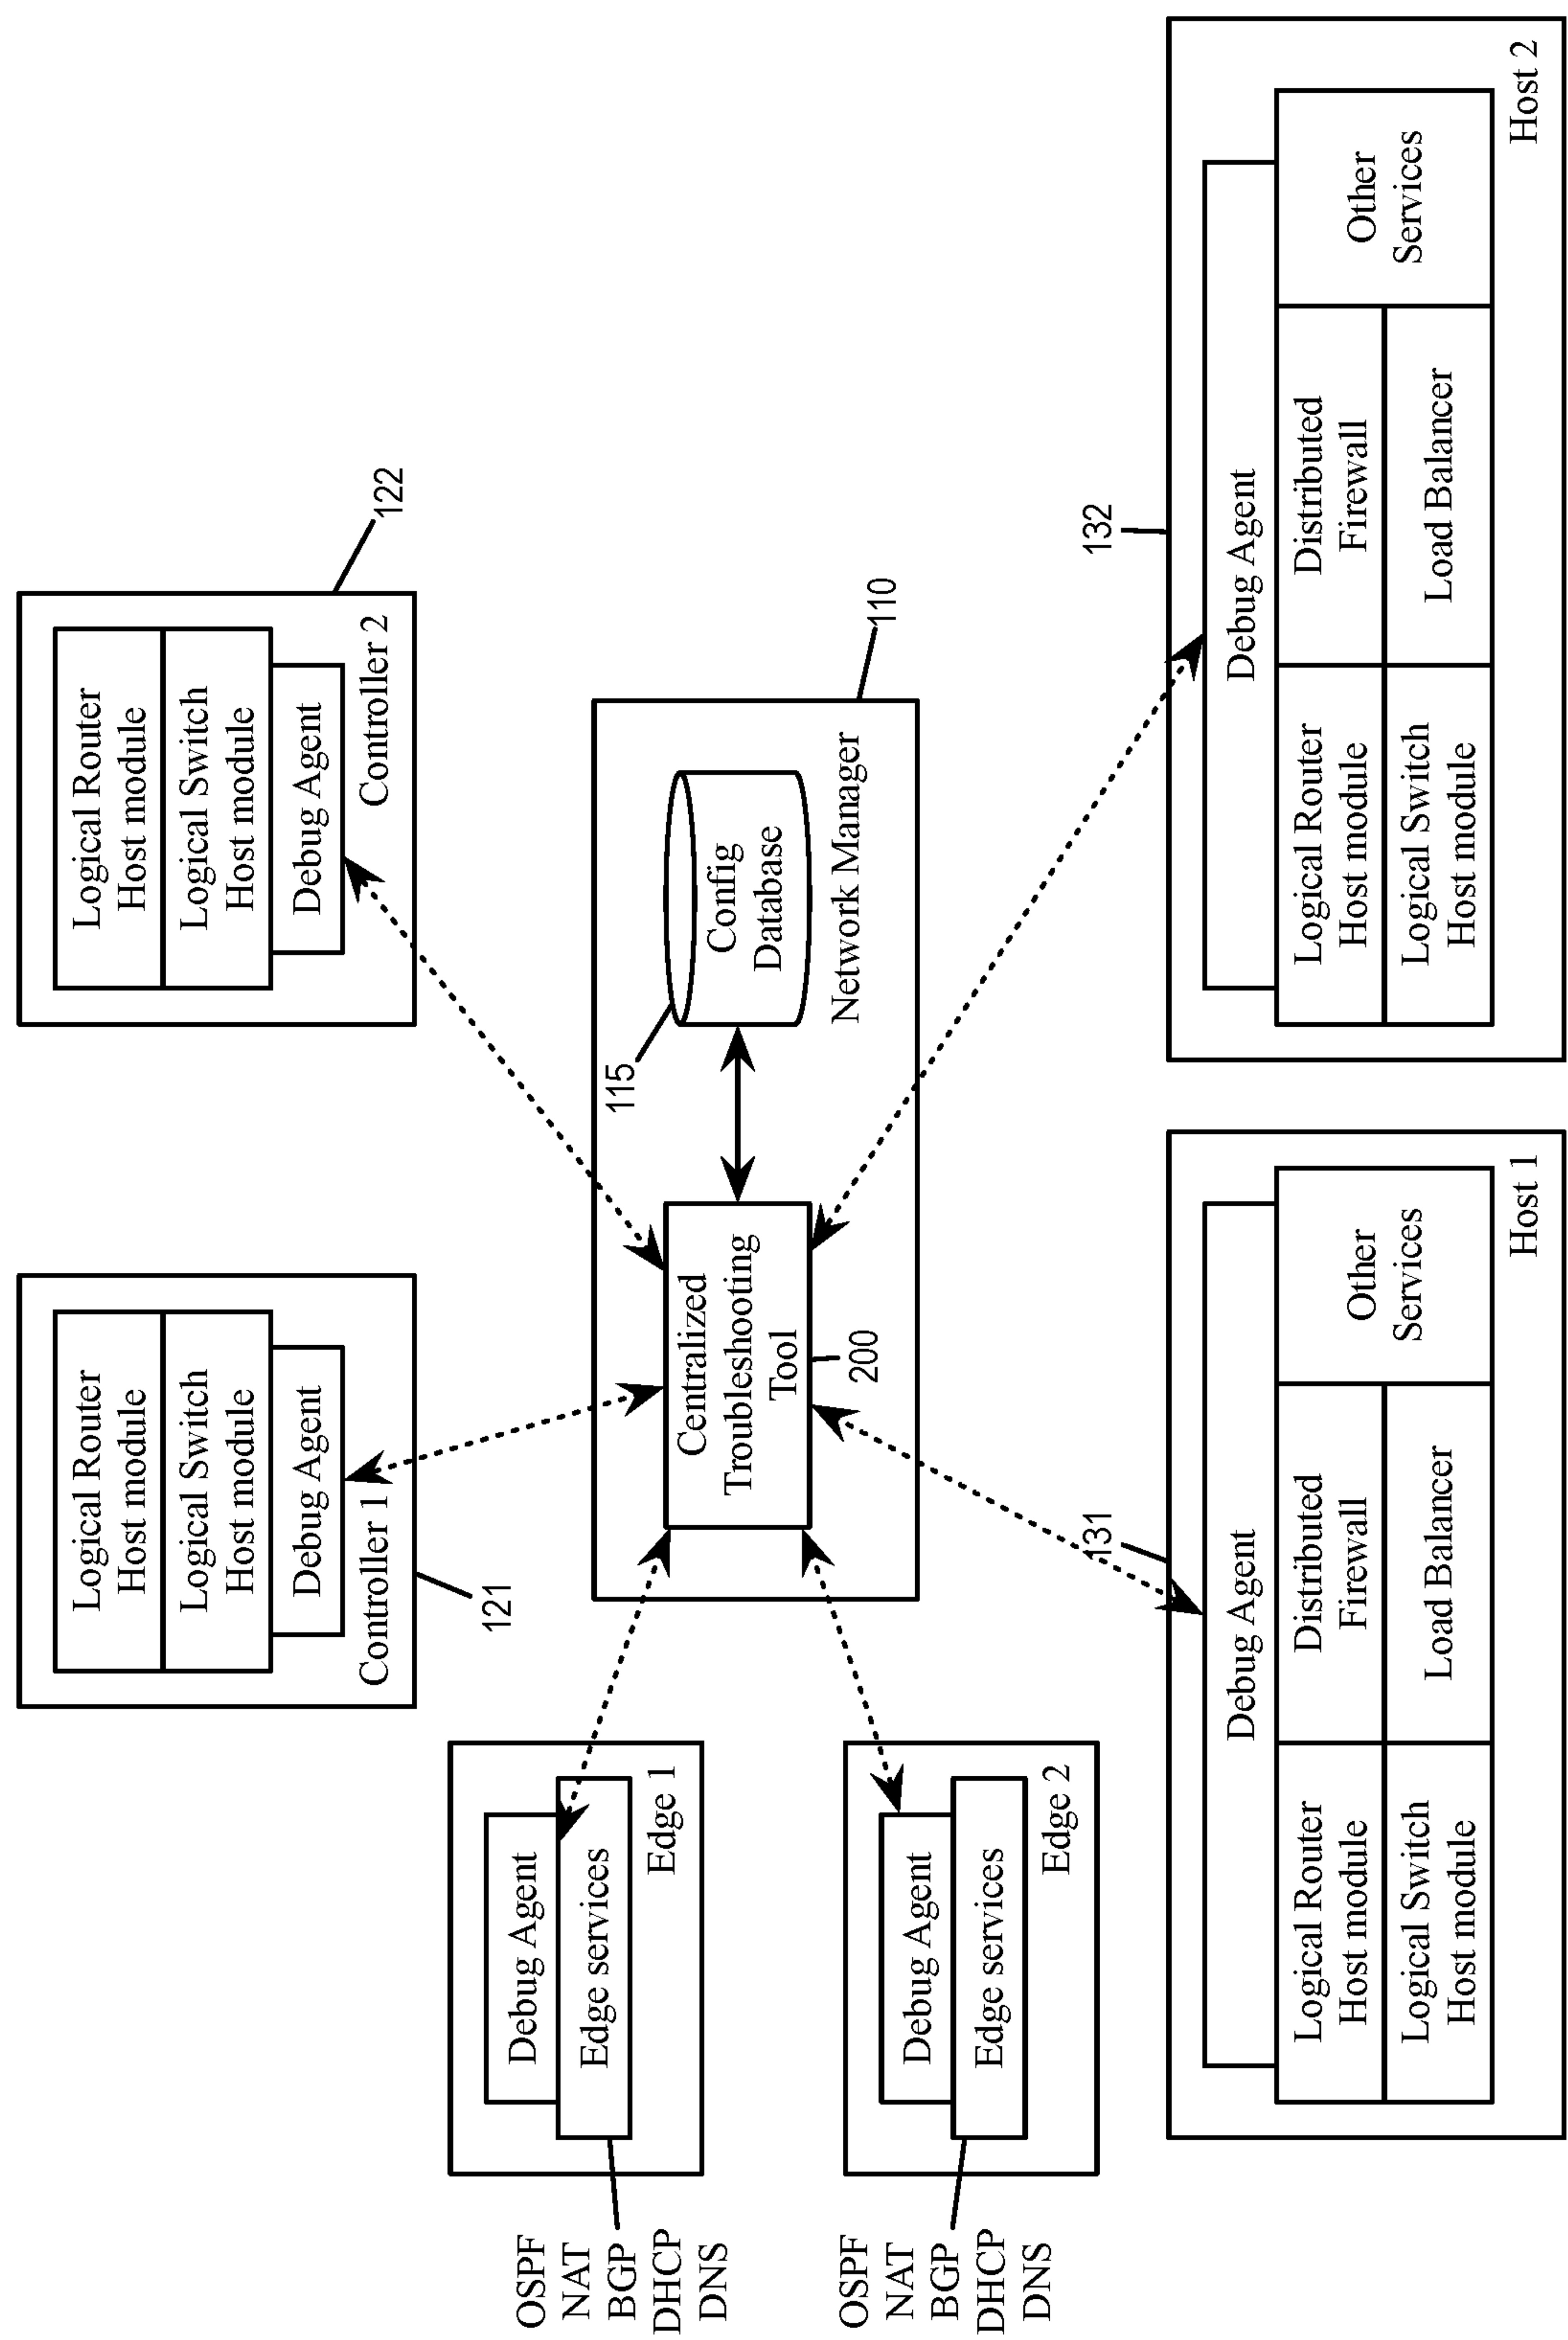 Logical Router
Host module
Logical Switch
Host module
Debug Agent
Controller 1
121
Logical Router
Host module
Logical Switch
Host module
Debug Agent
Controller 2
122
OSPF
NAT
BGP
DHCP
DNS
Debug Agent
Edge services
Edge 1
Centralized
Troubleshooting
Tool
200
115
Config
Database
Network Manager
110
OSPF
NAT
BGP
DHCP
DNS
Debug Agent
Edge services
Edge 2
131
Debug Agent
Logical Router
Host module
Distributed
Firewall
Other
Services
Logical Switch
Host module
Load Balancer
Host 1
132
Debug Agent
Logical Router
Host module
Distributed
Firewall
Other
Services
Logical Switch
Host module
Load Balancer
Host 2